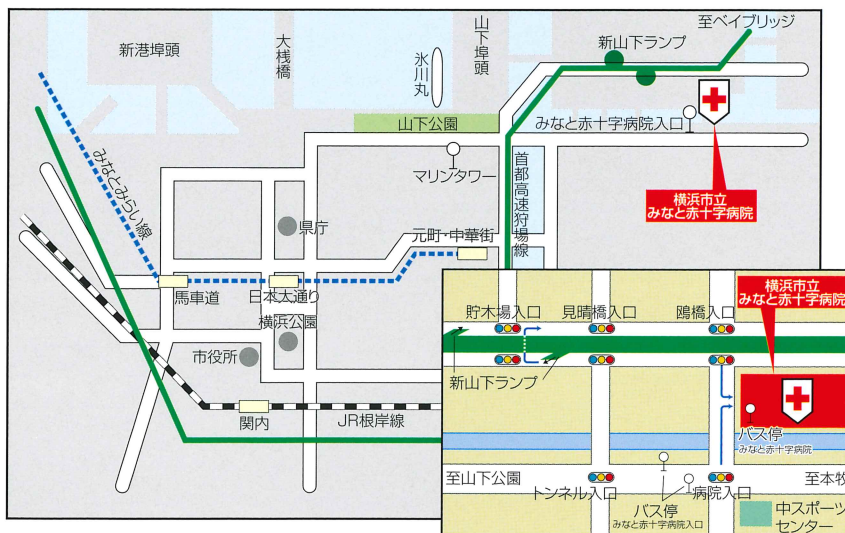 至ベイブリッジ
新山下ランプ
新港埠頭
大桟橋
氷川丸
山下埠頭
山下公園
みなと赤十字病院入口
マリンタワー
横浜市立
みなと赤十字病院
首都高速狩場線
みなとみらい線
県庁
元町・中華街
馬車道
日本大通り
横浜公園
市役所
関内
JR根岸線
横浜市立
みなと赤十字病院
貯木場入口
見晴橋入口
鴎橋入口
新山下ランプ
バス停
みなと赤十字病院
至山下公園
至本牧
トンネル入口
病院入口
バス停
みなと赤十字病院入口
中スポーツ
センター